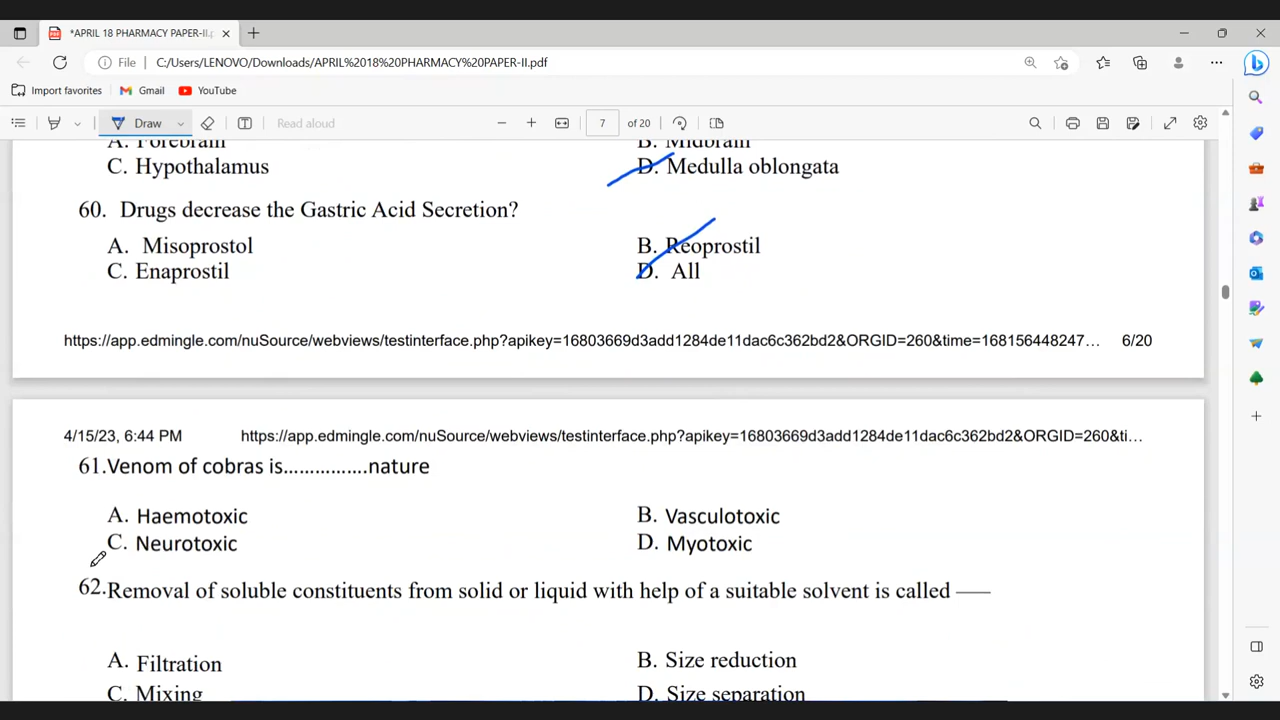 *APRIL 18 PHARMACY PAPER-II.p
File C:/Users/LENOVO/Downloads/APRIL%2018%20PHARMACY%20PAPER-II.pdf
Import favorites Gmail YouTube
Draw Read aloud 7 of 20
A. Forebrain B. Midbrain
C. Hypothalamus D. Medulla oblongata
60. Drugs decrease the Gastric Acid Secretion?
A. Misoprostol B. Reoprostil
C. Enaprostil D. All
https://app.edmingle.com/nuSource/webviews/testinterface.php?apikey=16803669d3add1284de11dac6c362bd2&ORGID=260&time=168156448247... 6/20
4/15/23, 6:44 PM https://app.edmingle.com/nuSource/webviews/testinterface.php?apikey=16803669d3add1284de11dac6c362bd2&ORGID=260&ti...
61.Venom of cobras is................nature
A. Haemotoxic B. Vasculotoxic
C. Neurotoxic D. Myotoxic
62.Removal of soluble constituents from solid or liquid with help of a suitable solvent is called ——
A. Filtration B. Size reduction
C. Mixing D. Size separation